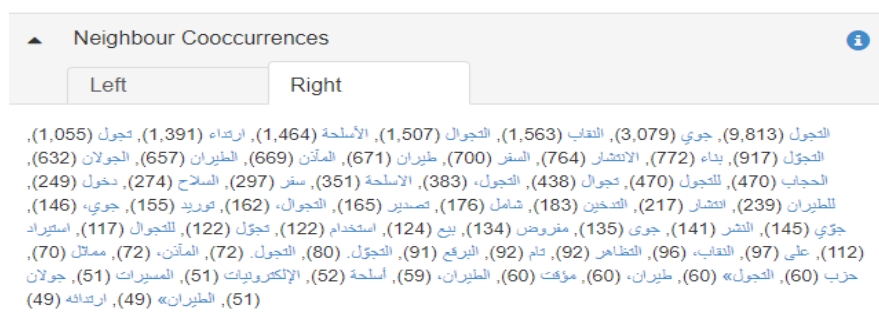 Neighbour Cooccurrences
Left
Right
التجول (9,813), جوي (3,079), النقاب (1,563), التجوال (1,507), الأسلحة (1,464), ارتداء (1,391), تجول (1,055),
التجوّل (917), بناء (772), الانتشار (764), السفر (700), طيران (671), المآذن (669), الطيران (657), الجولان (632),
الحجاب (470), للتجول (470), تجوال (438), التجول، (383), الاسلحة (351), سفر (297), السلاح (274), دخول (249),
للطيران (239), انتشار (217), التدخين (183), شامل (176), تصدير (165), التجوال، (162), توريد (155), جوي، (146),
جوّي (145), النشر (141), جوى (135), مفروض (134), بيع (124), استخدام (122), تجوّل (122), للتجوال (117), استيراد
(112), على (97), النقاب، (96), التظاهر (92), تام (92), البرقع (91), التجوّل. (80), التجول. (72), المآذن، (72), مماثل (70),
حزب (60), التجول» (60), طيران، (60), مؤقت (60), الطيران، (59), أسلحة (52), الإلكترونيات (51), المسيرات (51), جولان
(51), الطيران» (49), ارتدائه (49)